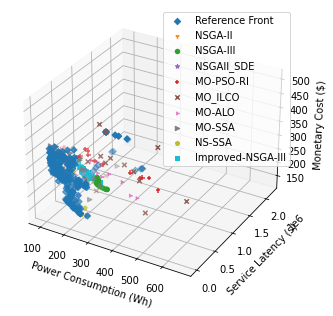 Reference Front
NSGA-II
NSGA-III
NSGAII_SDE
MO-PSO-RI
MO_ILCO
MO-ALO
MO-SSA
NS-SSA
Improved-NSGA-III
500
450
400
350
300
250
200
150
Monetary Cost ($)
100
200
300
400
500
600
Power Consumption (Wh)
0.0
0.5
1.0
1.5
2.0
1e6
Service Latency